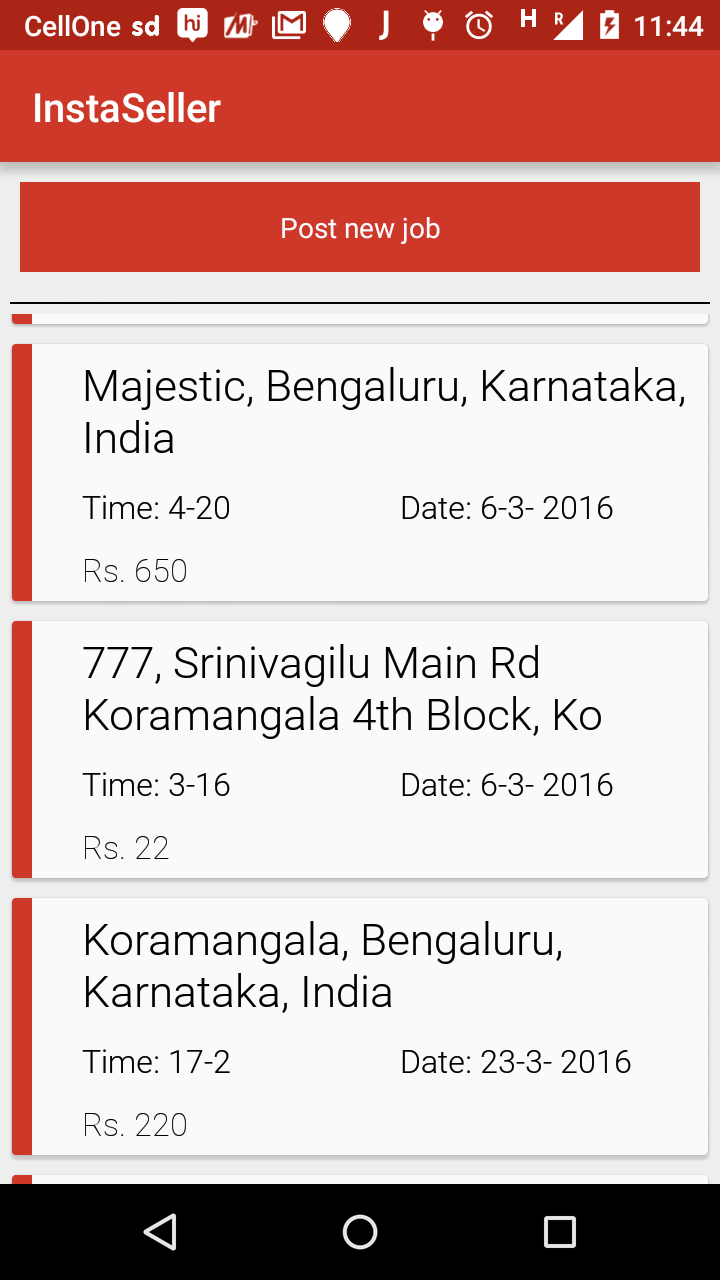 CellOne sd hi M J H R 11:44
InstaSeller
Post new job
Majestic, Bengaluru, Karnataka,
India
Time: 4-20 Date: 6-3- 2016
Rs. 650
777, Srinivagilu Main Rd
Koramangala 4th Block, Ko
Time: 3-16 Date: 6-3- 2016
Rs. 22
Koramangala, Bengaluru,
Karnataka, India
Time: 17-2 Date: 23-3- 2016
Rs. 220